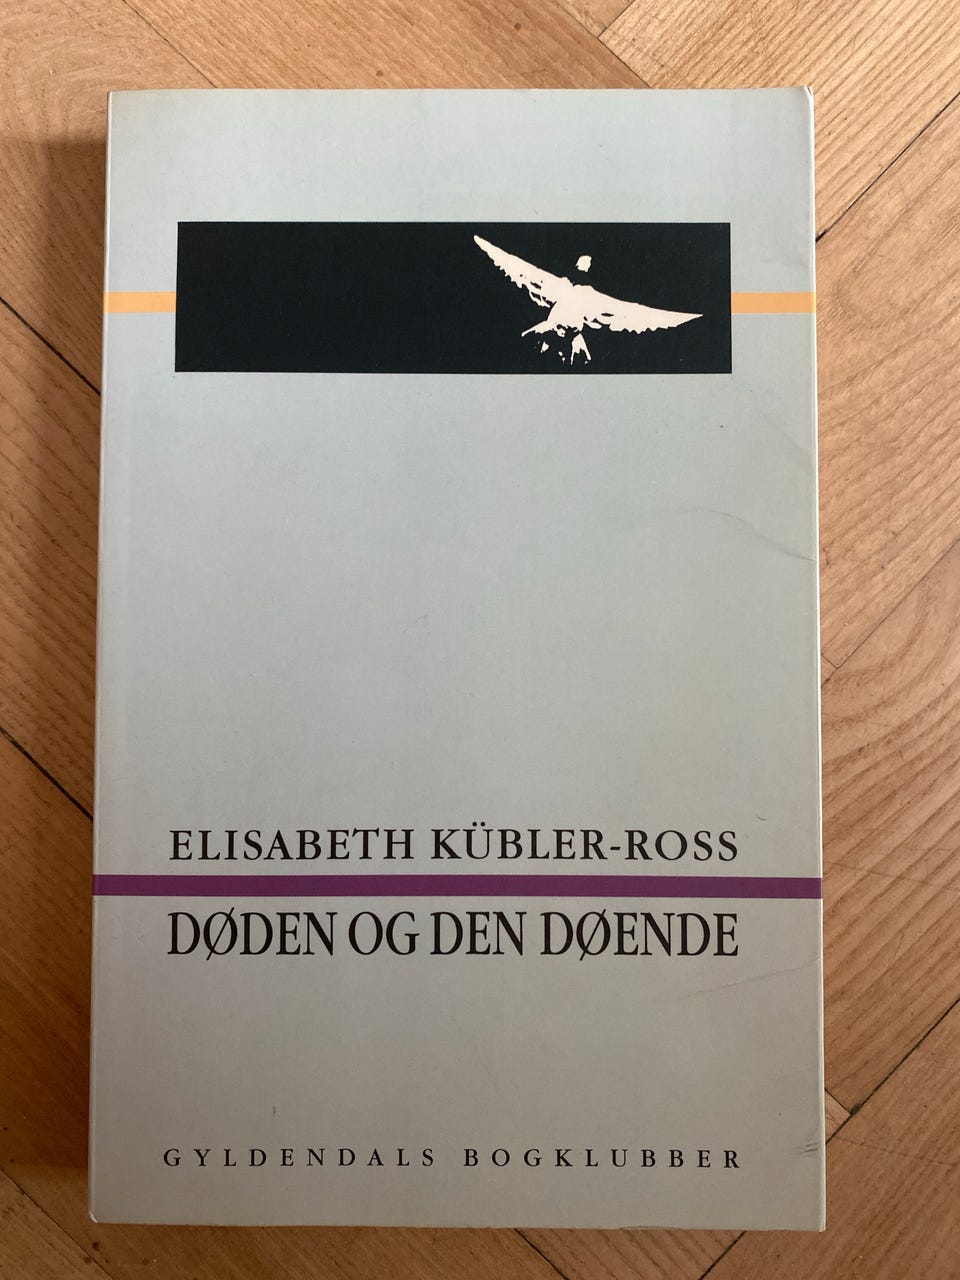 ELISABETH KÜBLER-ROSS
DØDEN OG DEN DØENDE
GYLDENDALS BOGKLUBBER